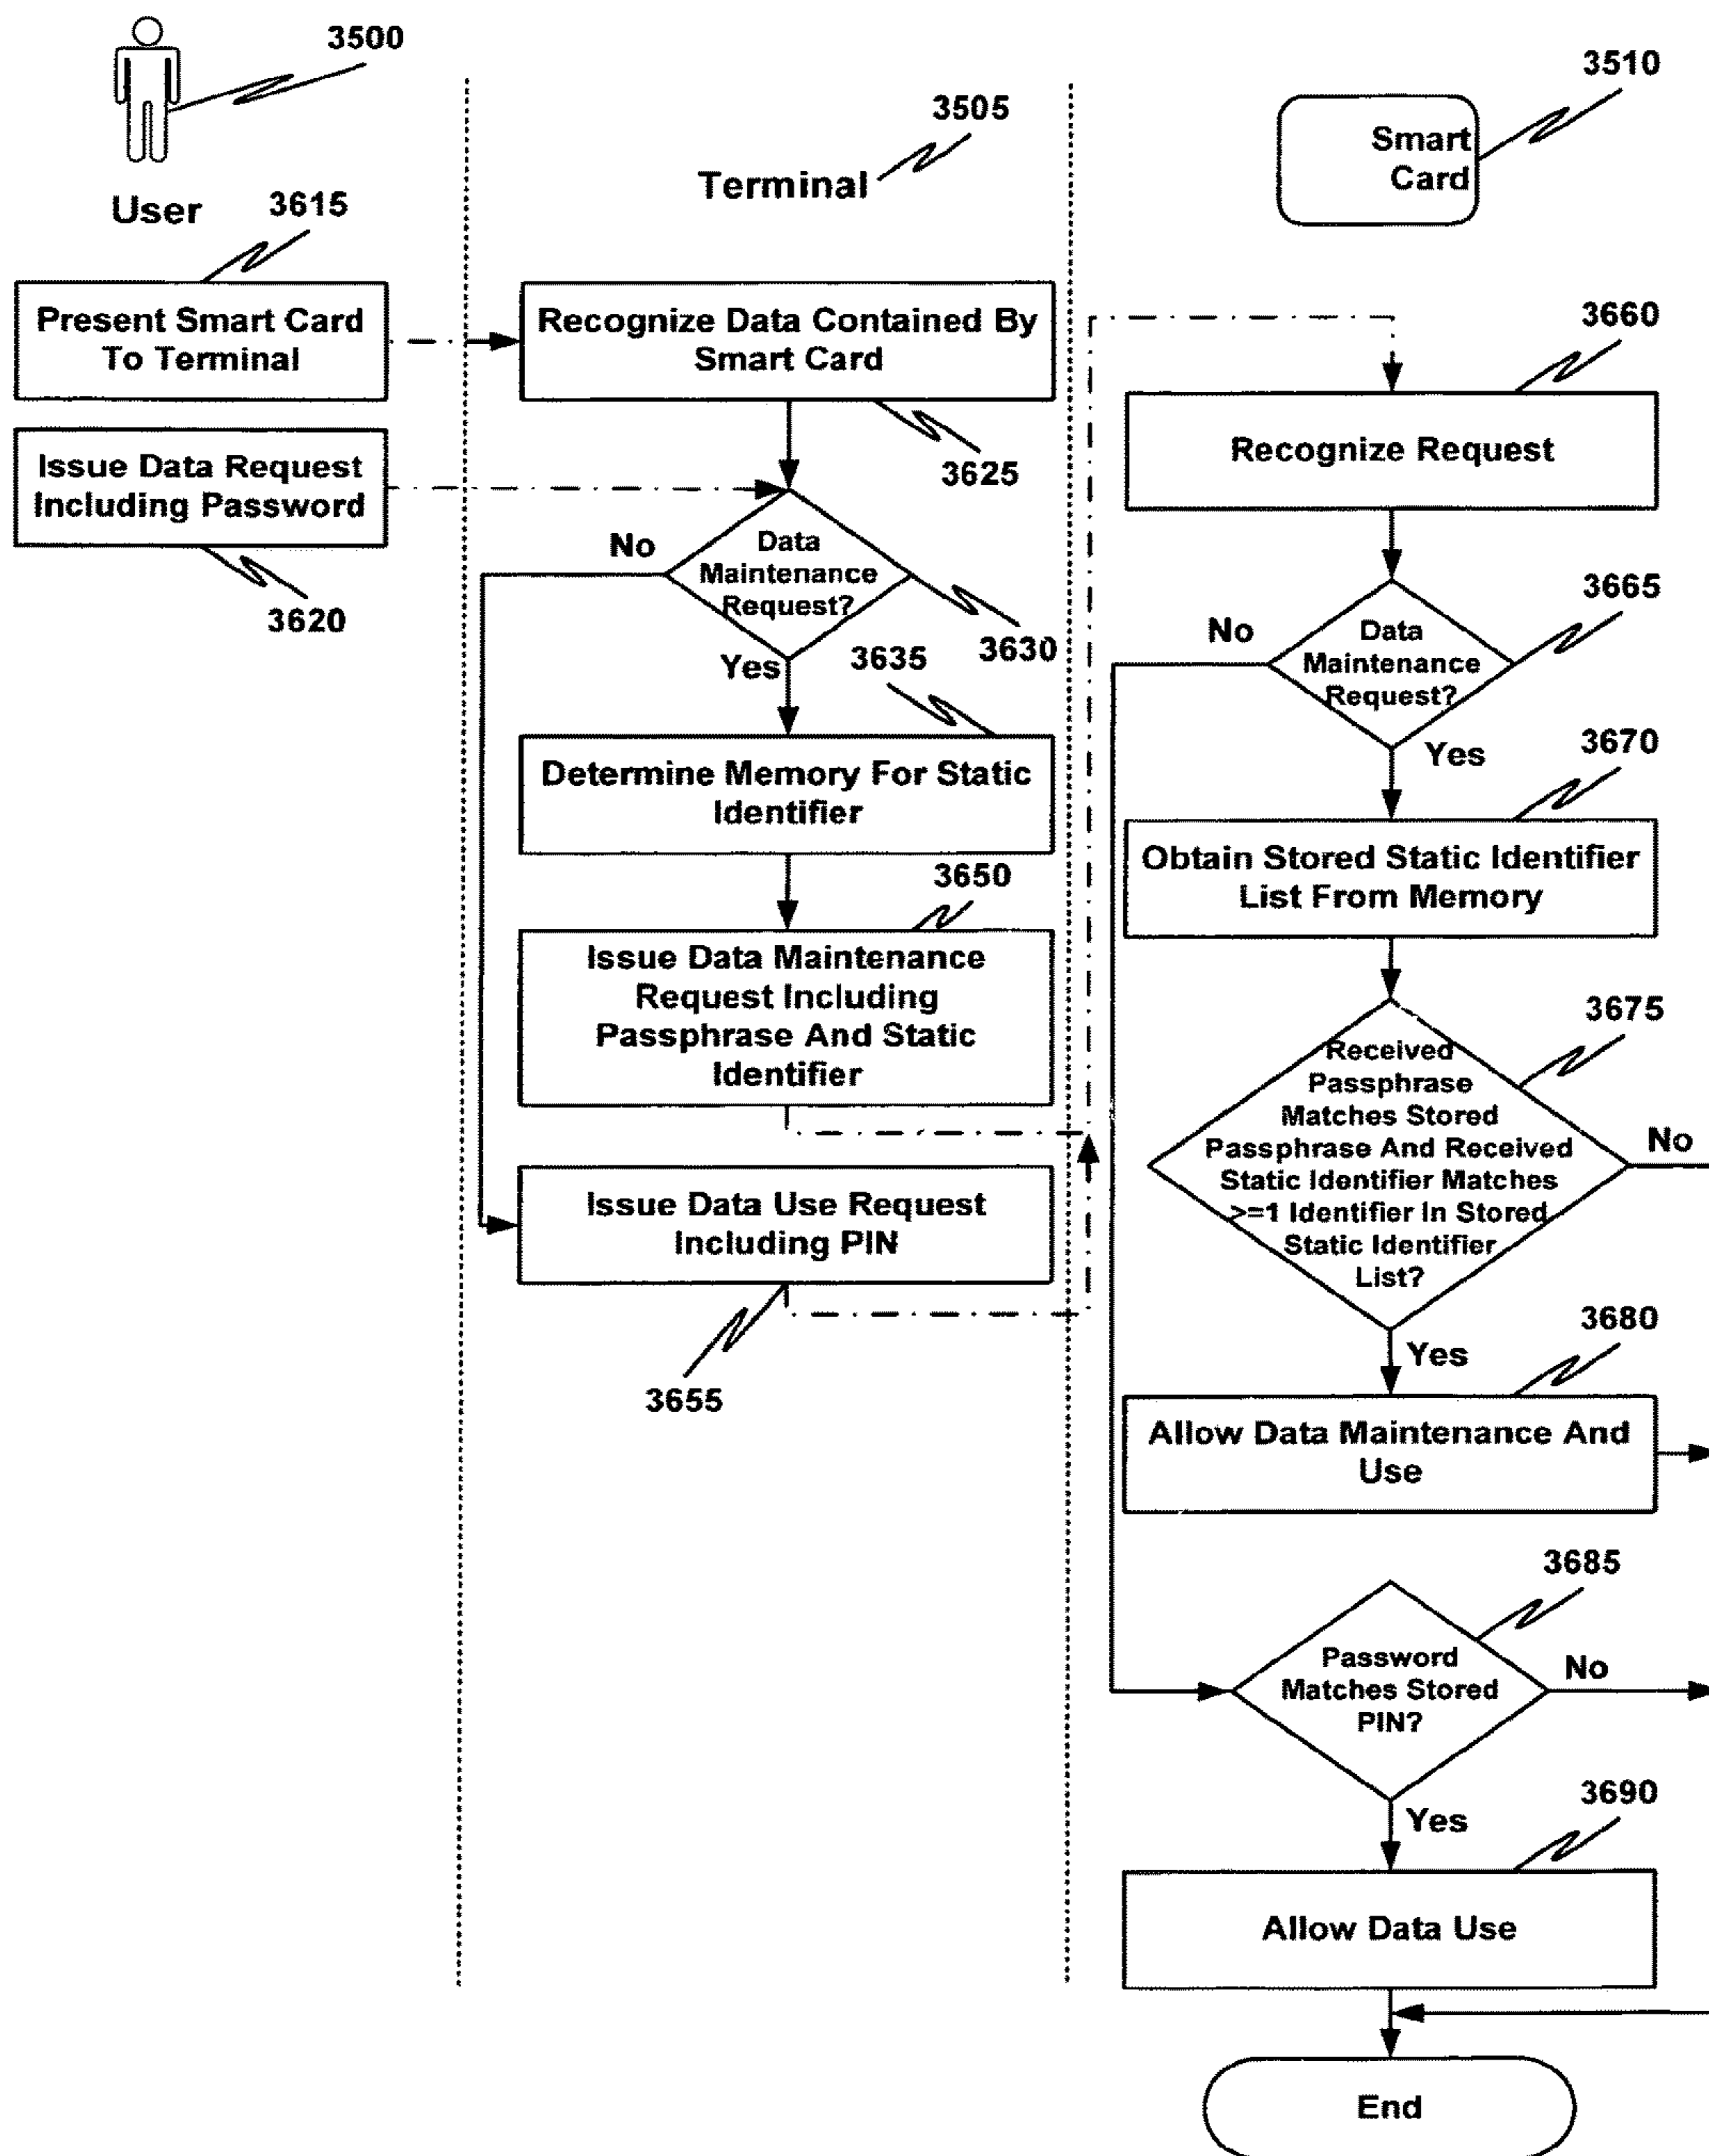 3500
User
3615
Present Smart Card
To Terminal
Issue Data Request
Including Password
3620
3505
Terminal
Recognize Data Contained By
Smart Card
3625
Data
Maintenance
Request?
No
3630
Yes
3635
Determine Memory For Static
Identifier
3650
Issue Data Maintenance
Request Including
Passphrase And Static
Identifier
Issue Data Use Request
Including PIN
3655
3510
Smart
Card
3660
Recognize Request
3665
No
Data
Maintenance
Request?
Yes
3670
Obtain Stored Static Identifier
List From Memory
3675
Received
Passphrase
Matches Stored
Passphrase And Received
Static Identifier Matches
>=1 Identifier In Stored
Static Identifier
List?
No
Yes
3680
Allow Data Maintenance And
Use
3685
Password
Matches Stored
PIN?
No
Yes
3690
Allow Data Use
End